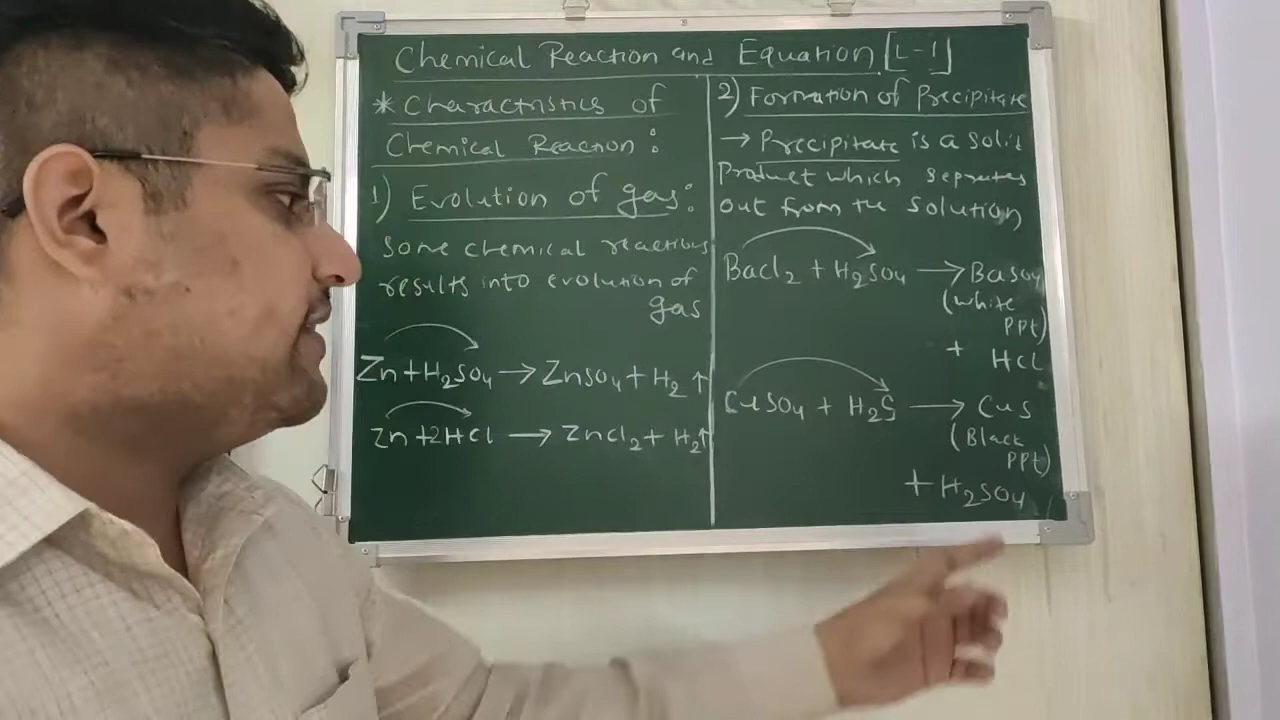 Chemical Reaction and Equation [L-1]
* Charactristics of
Chemical Reaction :
1) Evolution of gas :
Some chemical reactions
results into evolution of
gas
Zn + H₂SO₄ → ZnSO₄ + H₂ ↑
Zn + 2HCl → ZnCl₂ + H₂ ↑
2) Formation of Precipitate
→ Precipitate is a solid
Product which seprates
out from the solution
BaCl₂ + H₂SO₄ → BaSO₄
(White
PPt)
+ HCl
CuSO₄ + H₂S → CuS
(Black
PPt)
+ H₂SO₄